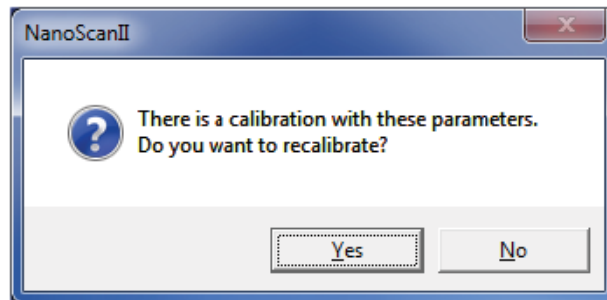 NanoScanII
There is a calibration with these parameters.
Do you want to recalibrate?
Yes
No